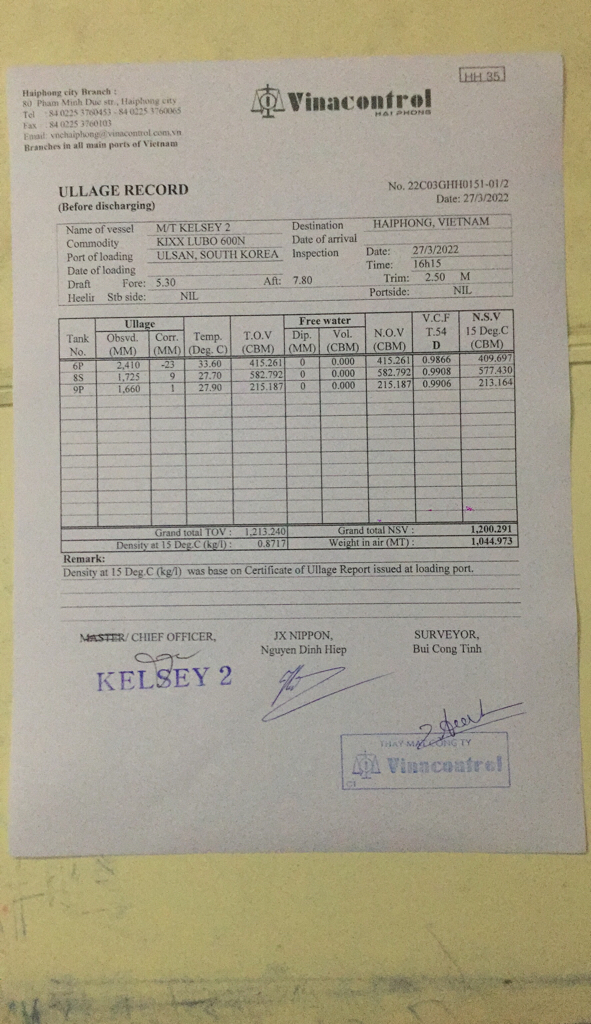 HH 35
Haiphong city Branch :
80 Pham Minh Duc str., Haiphong city
Tel : 84 0225 3760453 - 84 0225 3760065
Fax : 84 0225 3760103
Email: vnchaiphong@vinacontrol.com.vn
Branches in all main ports of Vietnam
Vinacontrol
HAI PHONG
ULLAGE RECORD
(Before discharging)
No. 22C03GHH0151-01/2
Date: 27/3/2022
Name of vessel M/T KELSEY 2 Destination HAIPHONG, VIETNAM
Commodity KIXX LUBO 600N Date of arrival
Port of loading ULSAN, SOUTH KOREA Inspection Date: 27/3/2022
Date of loading Time: 16h15
Draft Fore: 5.30 Aft: 7.80 Trim: 2.50 M
Heelit Stb side: NIL Portside: NIL
Ullage Free water V.C.F N.S.V
Tank Obsvd. Corr. Temp. T.O.V Dip. Vol. N.O.V T.54 15 Deg.C
No. (MM) (MM) (Deg. C) (CBM) (MM) (CBM) (CBM) D (CBM)
6P 2,410 -23 33.60 415.261 0 0.000 415.261 0.9866 409.697
8S 1,725 9 27.70 582.792 0 0.000 582.792 0.9908 577.430
9P 1,660 1 27.90 215.187 0 0.000 215.187 0.9906 213.164
Grand total TOV : 1,213.240 Grand total NSV : 1,200.291
Density at 15 Deg.C (kg/l) : 0.8717 Weight in air (MT) : 1,044.973
Remark:
Density at 15 Deg.C (kg/l) was base on Certificate of Ullage Report issued at loading port.
MASTER/ CHIEF OFFICER, JX NIPPON, SURVEYOR,
Nguyen Dinh Hiep Bui Cong Tinh
KELSEY 2
THAY MẶT CÔNG TY
Vinacontrol